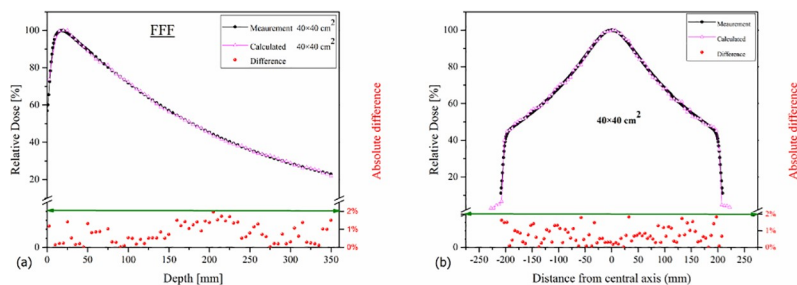 FFF
Measurement 40×40 cm²
Calculated 40×40 cm²
Difference
Relative Dose [%]
100
80
60
40
20
0
Absolute difference
2%
1%
0%
0 50 100 150 200 250 300 350
(a)
Depth [mm]
Measurement
Calculated
Difference
40×40 cm²
Relative Dose [%]
100
80
60
40
20
0
Absolute difference
2%
1%
0%
-250 -200 -150 -100 -50 0 50 100 150 200 250
(b)
Distance from central axis (mm)